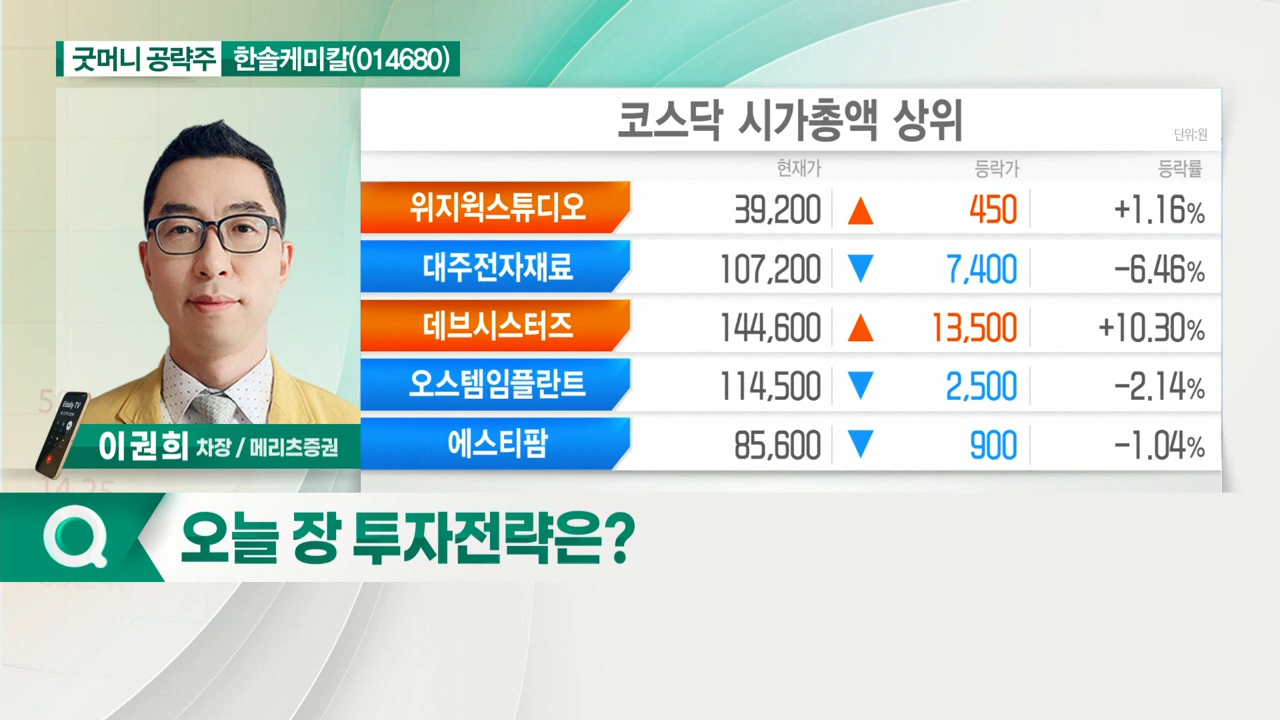 굿머니 공략주 한솔케미칼(014680)
코스닥 시가총액 상위
단위:원
현재가 등락가 등락률
위지윅스튜디오 39,200 ▲ 450 +1.16%
대주전자재료 107,200 ▼ 7,400 -6.46%
데브시스터즈 144,600 ▲ 13,500 +10.30%
오스템임플란트 114,500 ▼ 2,500 -2.14%
에스티팜 85,600 ▼ 900 -1.04%
Edaily TV
이권희 차장 / 메리츠증권
오늘 장 투자전략은?